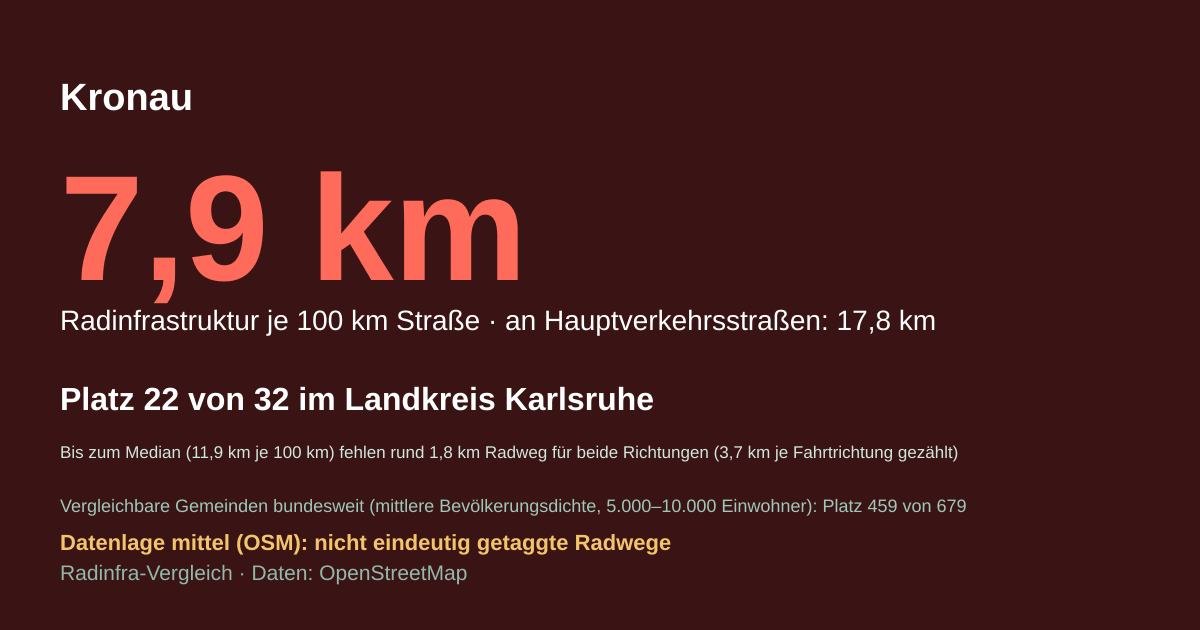 Kronau
7,9 km
Radinfrastruktur je 100 km Straße · an Hauptverkehrsstraßen: 17,8 km
Platz 22 von 32 im Landkreis Karlsruhe
Bis zum Median (11,9 km je 100 km) fehlen rund 1,8 km Radweg für beide Richtungen (3,7 km je Fahrtrichtung gezählt)
Vergleichbare Gemeinden bundesweit (mittlere Bevölkerungsdichte, 5.000–10.000 Einwohner): Platz 459 von 679
Datenlage mittel (OSM): nicht eindeutig getaggte Radwege
Radinfra-Vergleich · Daten: OpenStreetMap